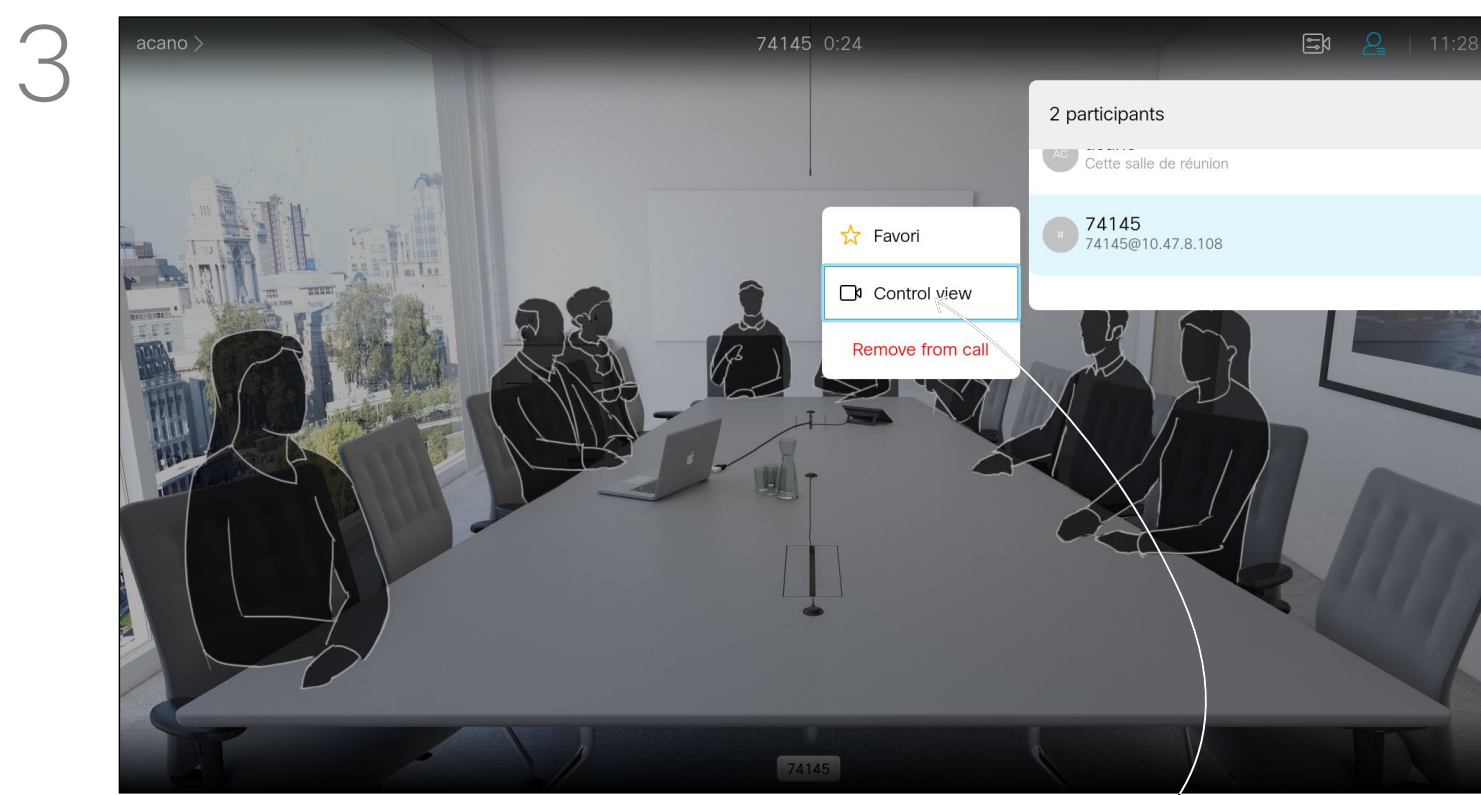 3
acano >
74145 0:24
11:28
2 participants
AC
Cette salle de réunion
#
74145
74145@10.47.8.108
Favori
Control view
Remove from call
74145